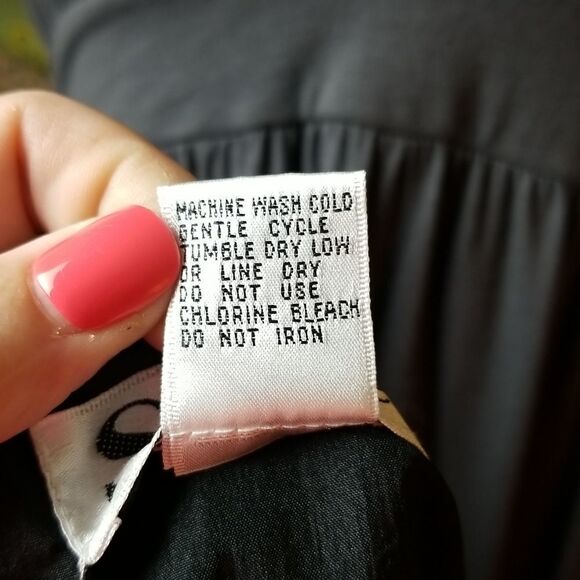 MACHINE WASH COLD
GENTLE CYCLE
TUMBLE DRY LOW
OR LINE DRY
DO NOT USE
CHLORINE BLEACH
DO NOT IRON